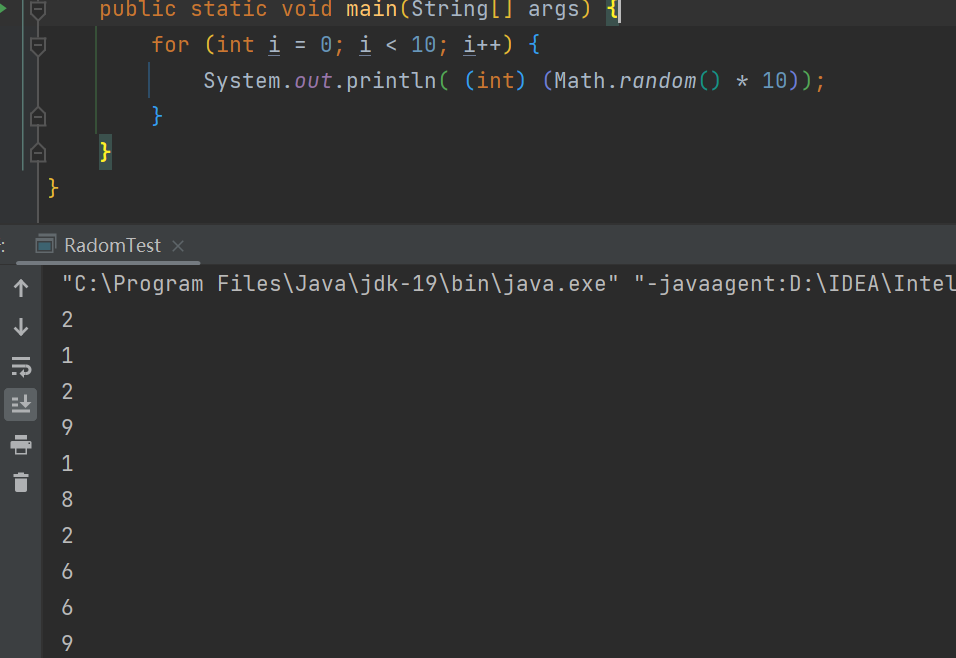 public static void main(String[] args) {
for (int i = 0; i < 10; i++) {
System.out.println( (int) (Math.random() * 10));
}
}
}
:
RadomTest
"C:\Program Files\Java\jdk-19\bin\java.exe" "-javaagent:D:\IDEA\Intel
2
1
2
9
1
8
2
6
6
9